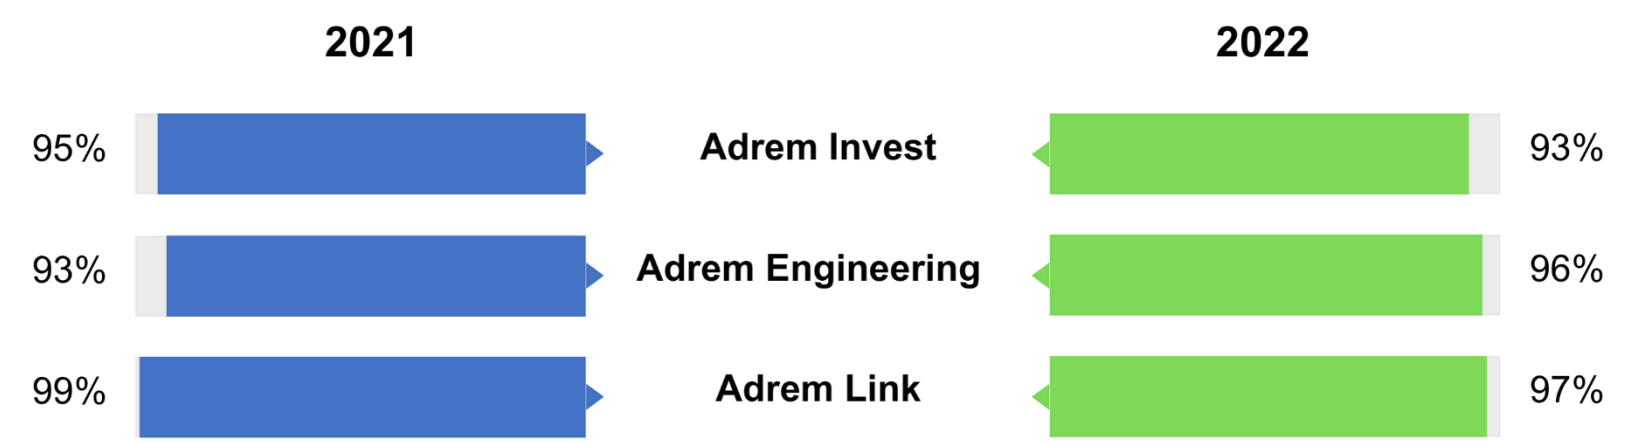 2021 2022
95% Adrem Invest 93%
93% Adrem Engineering 96%
99% Adrem Link 97%